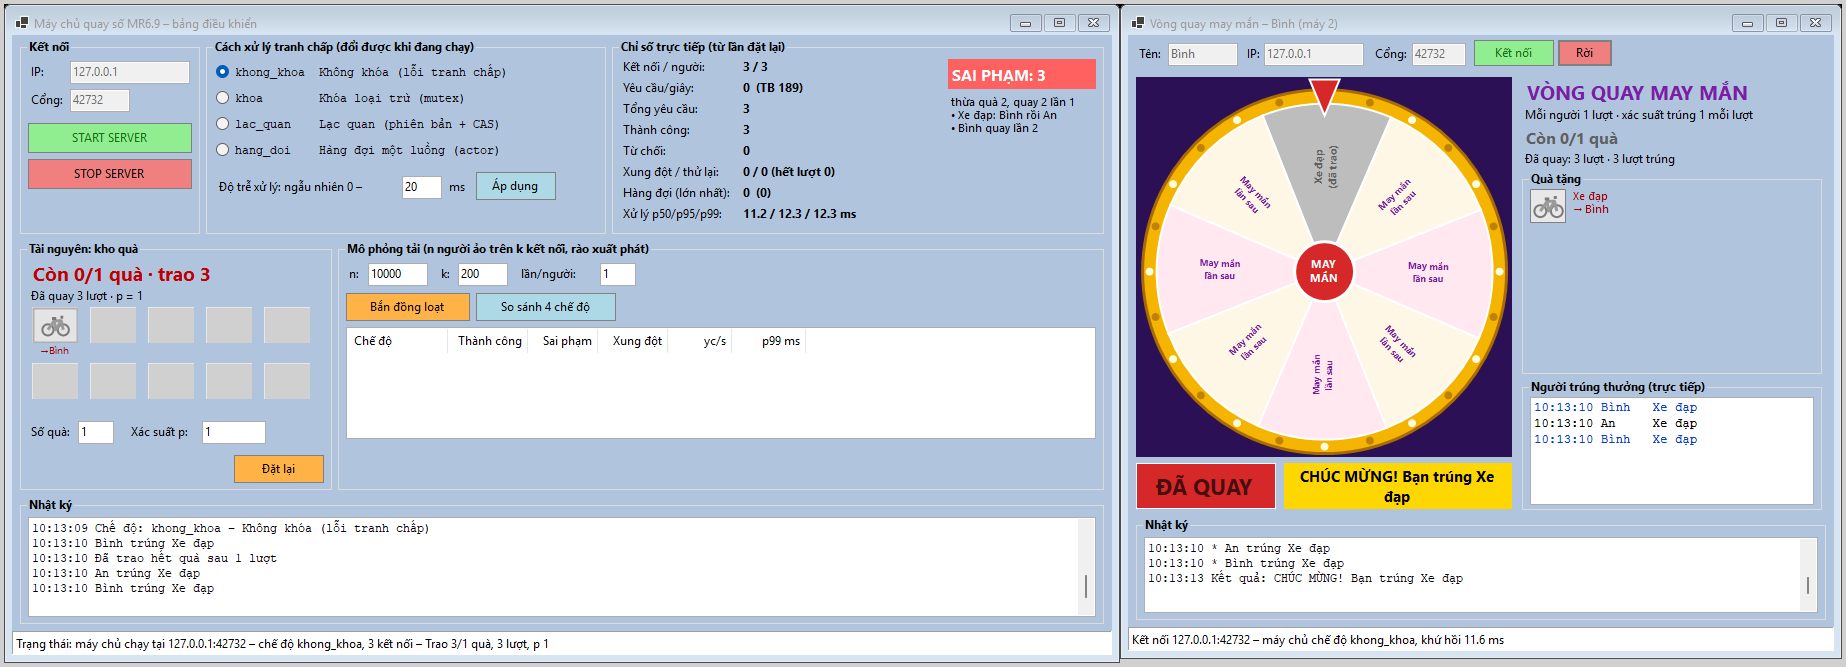 Máy chủ quay số MR6.9 – bảng điều khiển
Kết nối
IP: 127.0.0.1
Cổng: 42732
START SERVER
STOP SERVER
Cách xử lý tranh chấp (đổi được khi đang chạy)
khong_khoa Không khóa (lỗi tranh chấp)
khoa Khóa loại trừ (mutex)
lac_quan Lạc quan (phiên bản + CAS)
hang_doi Hàng đợi một luồng (actor)
Độ trễ xử lý: ngẫu nhiên 0 – 20 ms Áp dụng
Chỉ số trực tiếp (từ lần đặt lại)
Kết nối / người: 3 / 3
Yêu cầu/giây: 0 (TB 189)
Tổng yêu cầu: 3
Thành công: 3
Từ chối: 0
Xung đột / thử lại: 0 / 0 (hết lượt 0)
Hàng đợi (lớn nhất): 0 (0)
Xử lý p50/p95/p99: 11.2 / 12.3 / 12.3 ms
SAI PHẠM: 3
thừa quà 2, quay 2 lần 1
• Xe đạp: Bình rồi An
• Bình quay lần 2
Tài nguyên: kho quà
Còn 0/1 quà · trao 3
Đã quay 3 lượt · p = 1
→Bình
Số quà: 1 Xác suất p: 1
Đặt lại
Mô phỏng tải (n người ảo trên k kết nối, rào xuất phát)
n: 10000 k: 200 lần/người: 1
Bắn đồng loạt So sánh 4 chế độ
Chế độ Thành công Sai phạm Xung đột yc/s p99 ms
Nhật ký
10:13:09 Chế độ: khong_khoa – Không khóa (lỗi tranh chấp)
10:13:10 Bình trúng Xe đạp
10:13:10 Đã trao hết quà sau 1 lượt
10:13:10 An trúng Xe đạp
10:13:10 Bình trúng Xe đạp
Trạng thái: máy chủ chạy tại 127.0.0.1:42732 – chế độ khong_khoa, 3 kết nối – Trao 3/1 quà, 3 lượt, p 1
Vòng quay may mắn – Bình (máy 2)
Tên: Bình IP: 127.0.0.1 Cổng: 42732 Kết nối Rời
Xe đạp
(đã trao)
May mắn
lần sau
May mắn
lần sau
May mắn
lần sau
May mắn
lần sau
May mắn
lần sau
May mắn
lần sau
May mắn
lần sau
MAY
MẮN
ĐÃ QUAY
CHÚC MỪNG! Bạn trúng Xe
đạp
VÒNG QUAY MAY MẮN
Mỗi người 1 lượt · xác suất trúng 1 mỗi lượt
Còn 0/1 quà
Đã quay: 3 lượt · 3 lượt trúng
Quà tặng
Xe đạp
→ Bình
Người trúng thưởng (trực tiếp)
10:13:10 Bình Xe đạp
10:13:10 An Xe đạp
10:13:10 Bình Xe đạp
Nhật ký
10:13:10 * An trúng Xe đạp
10:13:10 * Bình trúng Xe đạp
10:13:13 Kết quả: CHÚC MỪNG! Bạn trúng Xe đạp
Kết nối 127.0.0.1:42732 – máy chủ chế độ khong_khoa, khứ hồi 11.6 ms